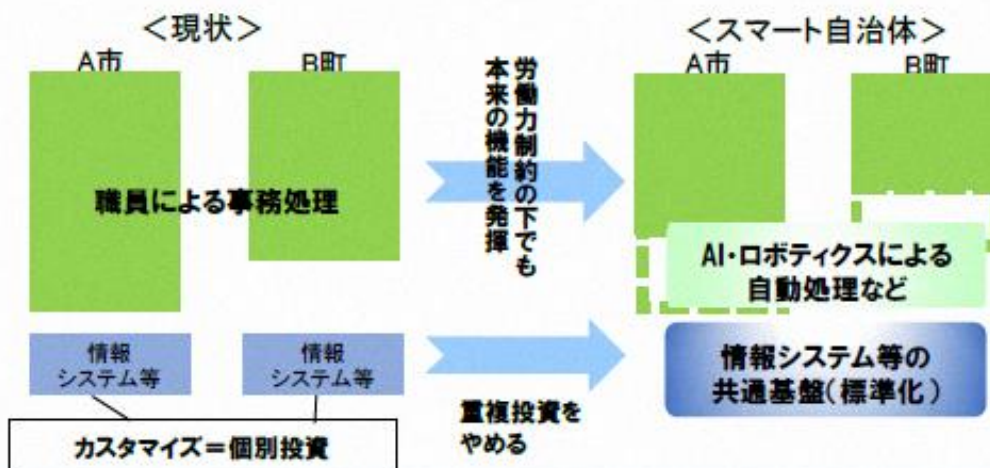 ＜現状＞
A市
B町
職員による事務処理
情報
システム等
情報
システム等
カスタマイズ＝個別投資
労働力制約の下でも
本来の機能を発揮
重複投資を
やめる
＜スマート自治体＞
A市
B町
AI・ロボティクスによる
自動処理など
情報システム等の
共通基盤（標準化）